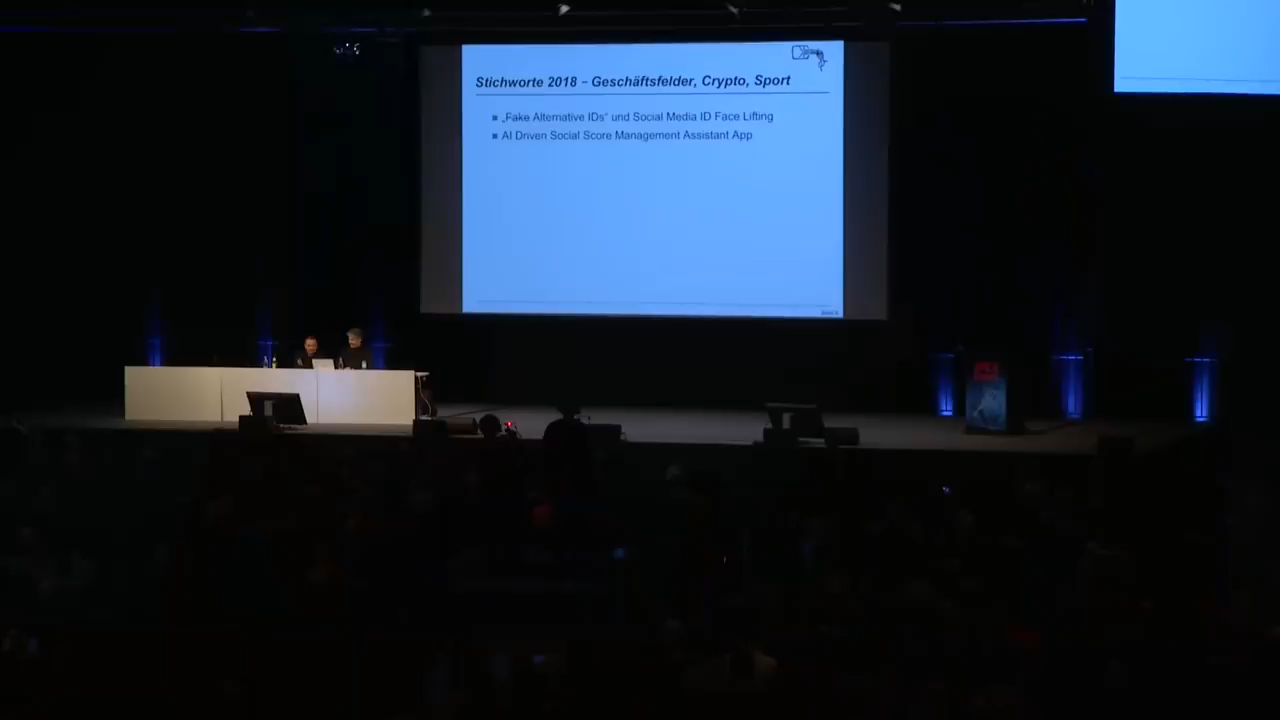 Stichworte 2018 – Geschäftsfelder, Crypto, Sport
„Fake Alternative IDs“ und Social Media ID Face Lifting
AI Driven Social Score Management Assistant App